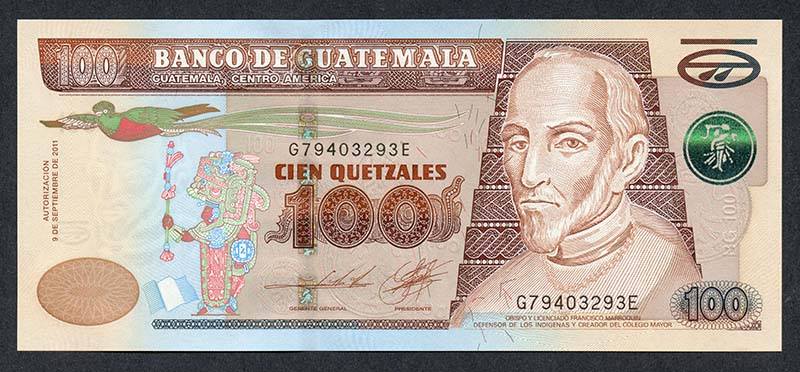 100
BANCO DE GUATEMALA
GUATEMALA, CENTRO AMERICA
G79403293E
CIEN QUETZALES
100
AUTORIZACIÓN
9 DE SEPTIEMBRE DE 2011
GERENTE GENERAL
PRESIDENTE
BG 100
G79403293E
100
OBISPO Y LICENCIADO FRANCISCO MARROQUIN
DEFENSOR DE LOS INDIGENAS Y CREADOR DEL COLEGIO MAYOR